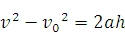 v² − v₀² = 2ah